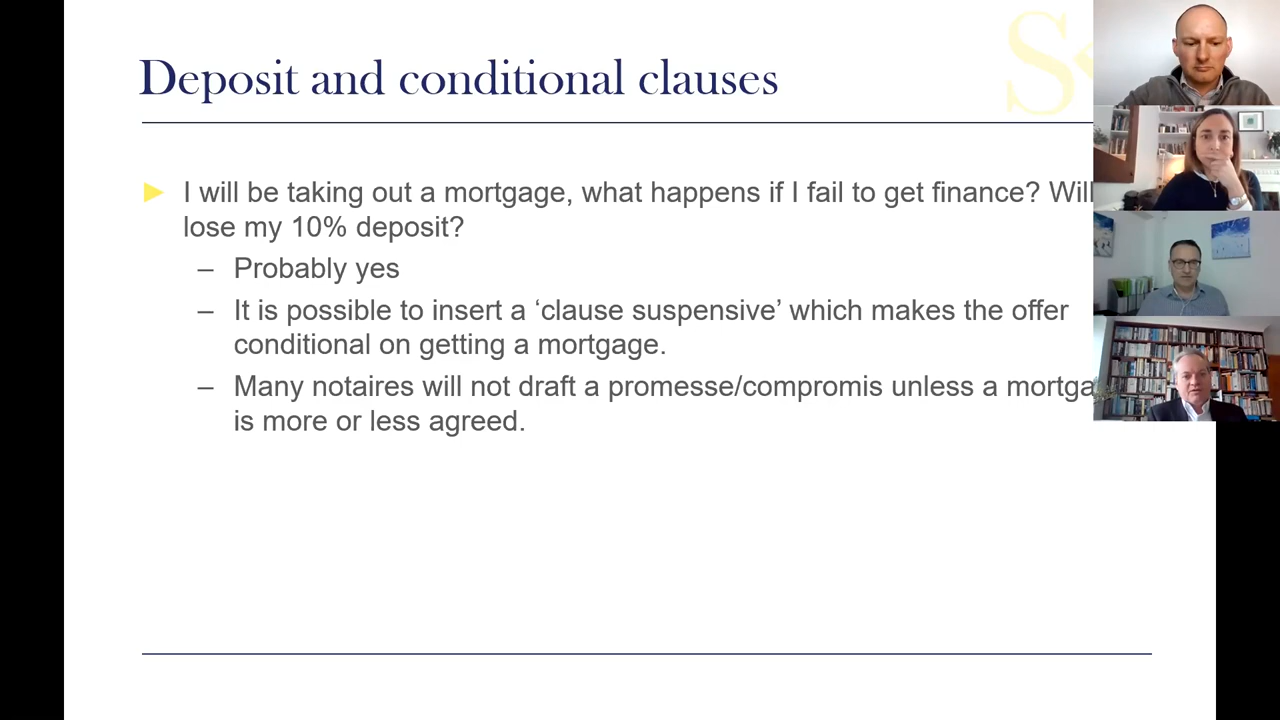 Deposit and conditional clauses
I will be taking out a mortgage, what happens if I fail to get finance? Will
lose my 10% deposit?
– Probably yes
– It is possible to insert a ‘clause suspensive’ which makes the offer
conditional on getting a mortgage.
– Many notaires will not draft a promesse/compromis unless a
is more or less agreed.